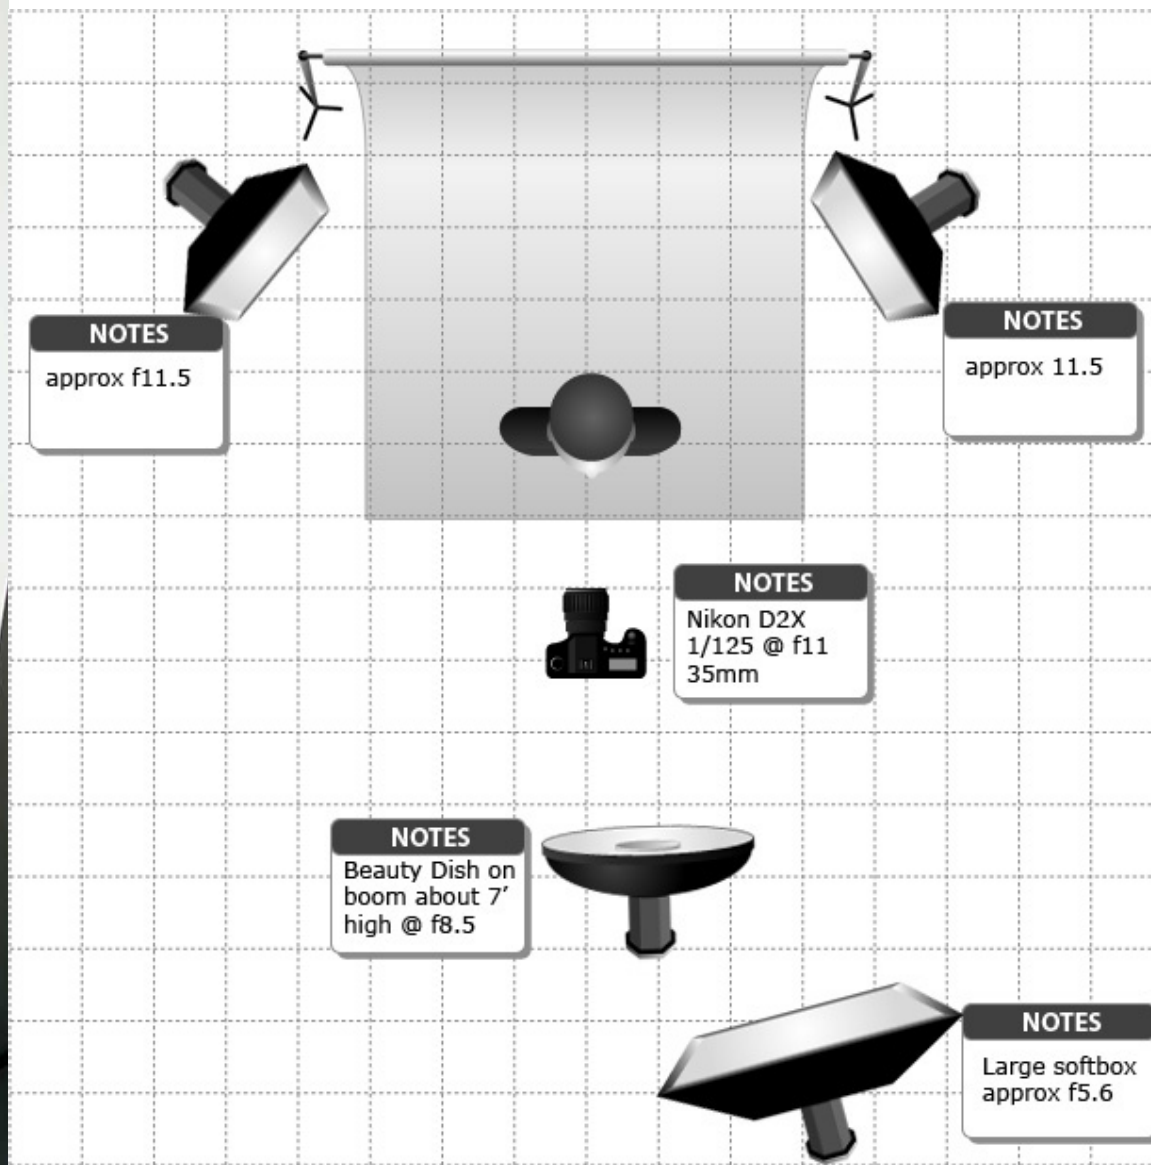 NOTES
approx f11.5
NOTES
approx 11.5
NOTES
Nikon D2X
1/125 @ f11
35mm
NOTES
Beauty Dish on
boom about 7’
high @ f8.5
NOTES
Large softbox
approx f5.6